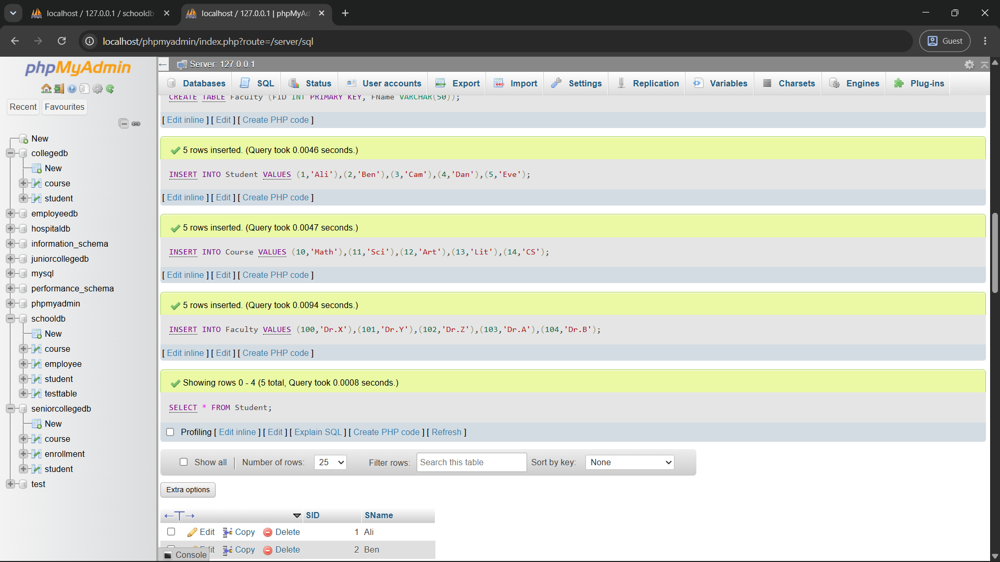 localhost / 127.0.0.1 / schooldb
localhost / 127.0.0.1 | phpMyAd
localhost/phpmyadmin/index.php?route=/server/sql
Guest
phpMyAdmin
Recent
Favourites
New
collegedb
New
course
student
employeedb
hospitaldb
information_schema
juniorcollegedb
mysql
performance_schema
phpmyadmin
schooldb
New
course
employee
student
testtable
seniorcollegedb
New
course
enrollment
student
test
Server: 127.0.0.1
Databases SQL Status User accounts Export Import Settings Replication Variables Charsets Engines Plug-ins
CREATE TABLE Faculty (FID INT PRIMARY KEY, FName VARCHAR(50));
[ Edit inline ] [ Edit ] [ Create PHP code ]
5 rows inserted. (Query took 0.0046 seconds.)
INSERT INTO Student VALUES (1,'Ali'),(2,'Ben'),(3,'Cam'),(4,'Dan'),(5,'Eve');
[ Edit inline ] [ Edit ] [ Create PHP code ]
5 rows inserted. (Query took 0.0047 seconds.)
INSERT INTO Course VALUES (10,'Math'),(11,'Sci'),(12,'Art'),(13,'Lit'),(14,'CS');
[ Edit inline ] [ Edit ] [ Create PHP code ]
5 rows inserted. (Query took 0.0094 seconds.)
INSERT INTO Faculty VALUES (100,'Dr.X'),(101,'Dr.Y'),(102,'Dr.Z'),(103,'Dr.A'),(104,'Dr.B');
[ Edit inline ] [ Edit ] [ Create PHP code ]
Showing rows 0 - 4 (5 total, Query took 0.0008 seconds.)
SELECT * FROM Student;
Profiling [ Edit inline ] [ Edit ] [ Explain SQL ] [ Create PHP code ] [ Refresh ]
Show all | Number of rows: 25 Filter rows: Search this table Sort by key: None
Extra options
←T→ SID SName
Edit Copy Delete 1 Ali
Edit Copy Delete 2 Ben
Console